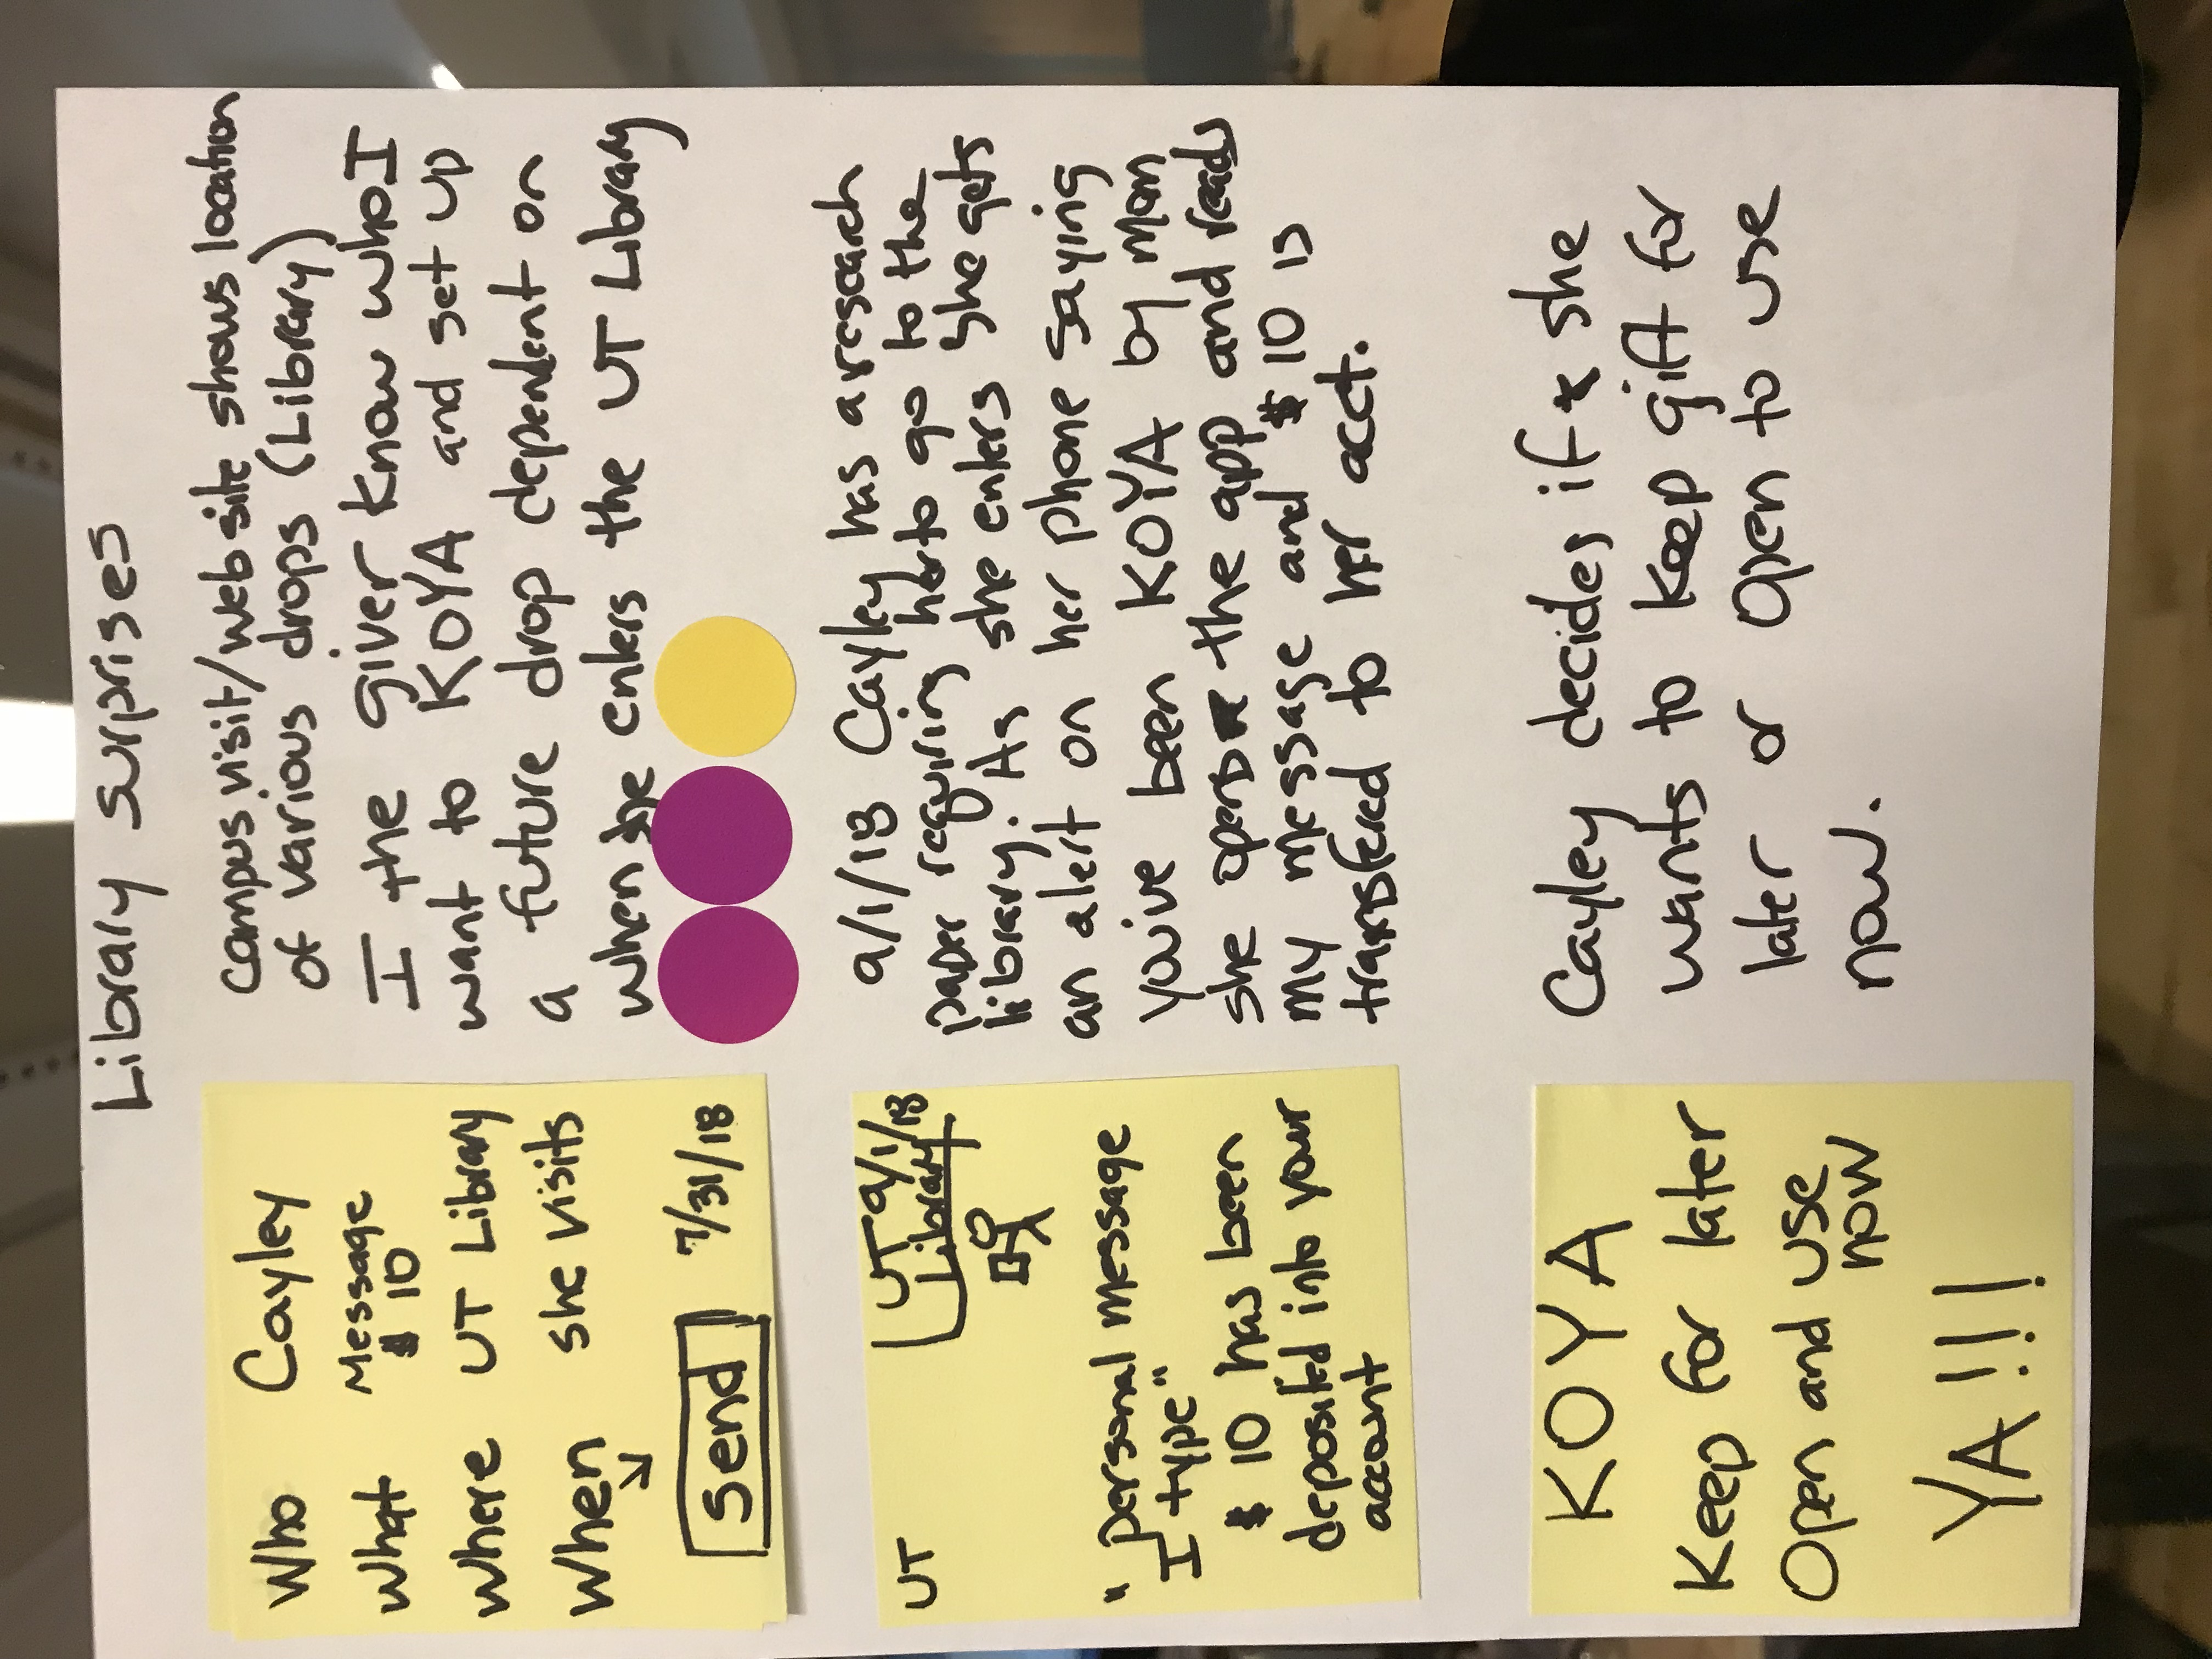 Library surprises
Who Cayley
What Message
$ 10
Where UT Library
When she visits
Send 7/31/18
campus visit/website shows location
of various drops (Library)
I the giver know who I
want to KOYA and set up
a future drop dependent on
when she enters the UT Library
UT
UT 9/1/18
Library
"personal message
I type"
$ 10 has been
deposited into your
account
9/1/18 Cayley has a research
paper requiring her to go to the
library. As she enters she gets
an alert on her phone saying
you've been KOYA by mom
she opens the app and reads
my message and $ 10 is
transfered to her acct.
KOYA
Keep for later
Open and use
now
YA!!!
Cayley decides if she
wants to keep gift for
later or open to use
now.